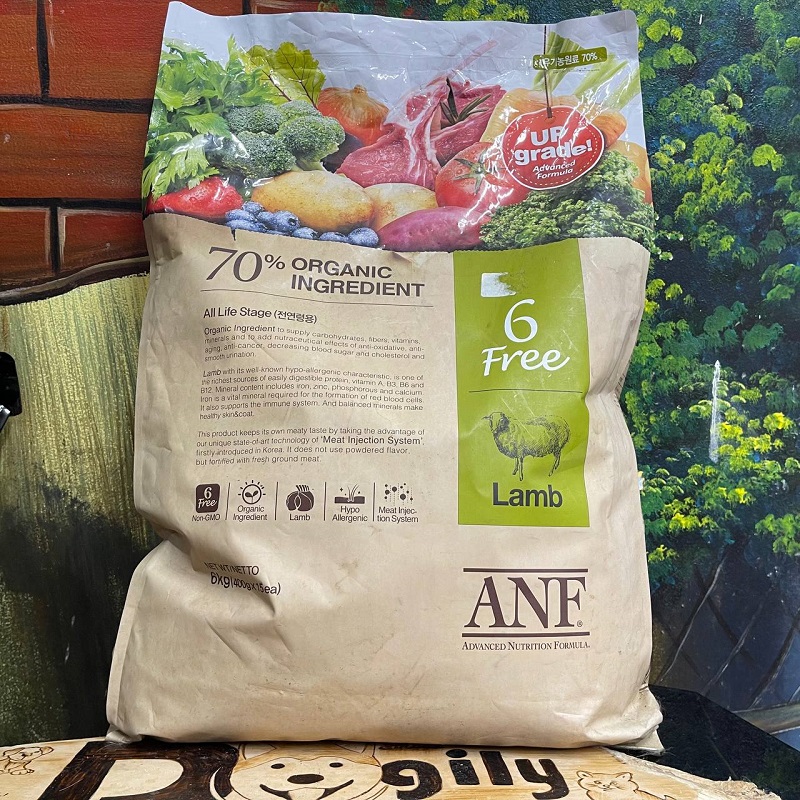 유기농원료 70%
UP
grade!
Advanced
Formula
70% ORGANIC
INGREDIENT
All Life Stage (전연령용)
Organic Ingredient to supply carbohydrates, fibers, vitamins,
minerals and to add nutraceutical effects of anti-oxidative, anti-
aging, anti-cancer, decreasing blood sugar and cholesterol and
smooth urination.
Lamb with its well-known hypo-allergenic characteristic, is one of
the richest sources of easily digestible protein, vitamin A, B3, B6 and
B12. Mineral content includes iron, zinc, phosphorous and calcium.
Iron is a vital mineral required for the formation of red blood cells.
It also supports the immune system. And balanced minerals make
healthy skin&coat.
This product keeps its own meaty taste by taking the advantage of
our unique state-of-art technology of 'Meat Injection System',
firstly introduced in Korea. It does not use powdered flavor,
but fortified with fresh ground meat.
6
Free
Non-GMO
Organic
Ingredient
Lamb
Hypo
Allergenic
Meat Injec-
tion System
6
Free
Lamb
NET WT/NETTO
6kg(400gX15ea)
ANF®
ADVANCED NUTRITION FORMULA.
Dogily